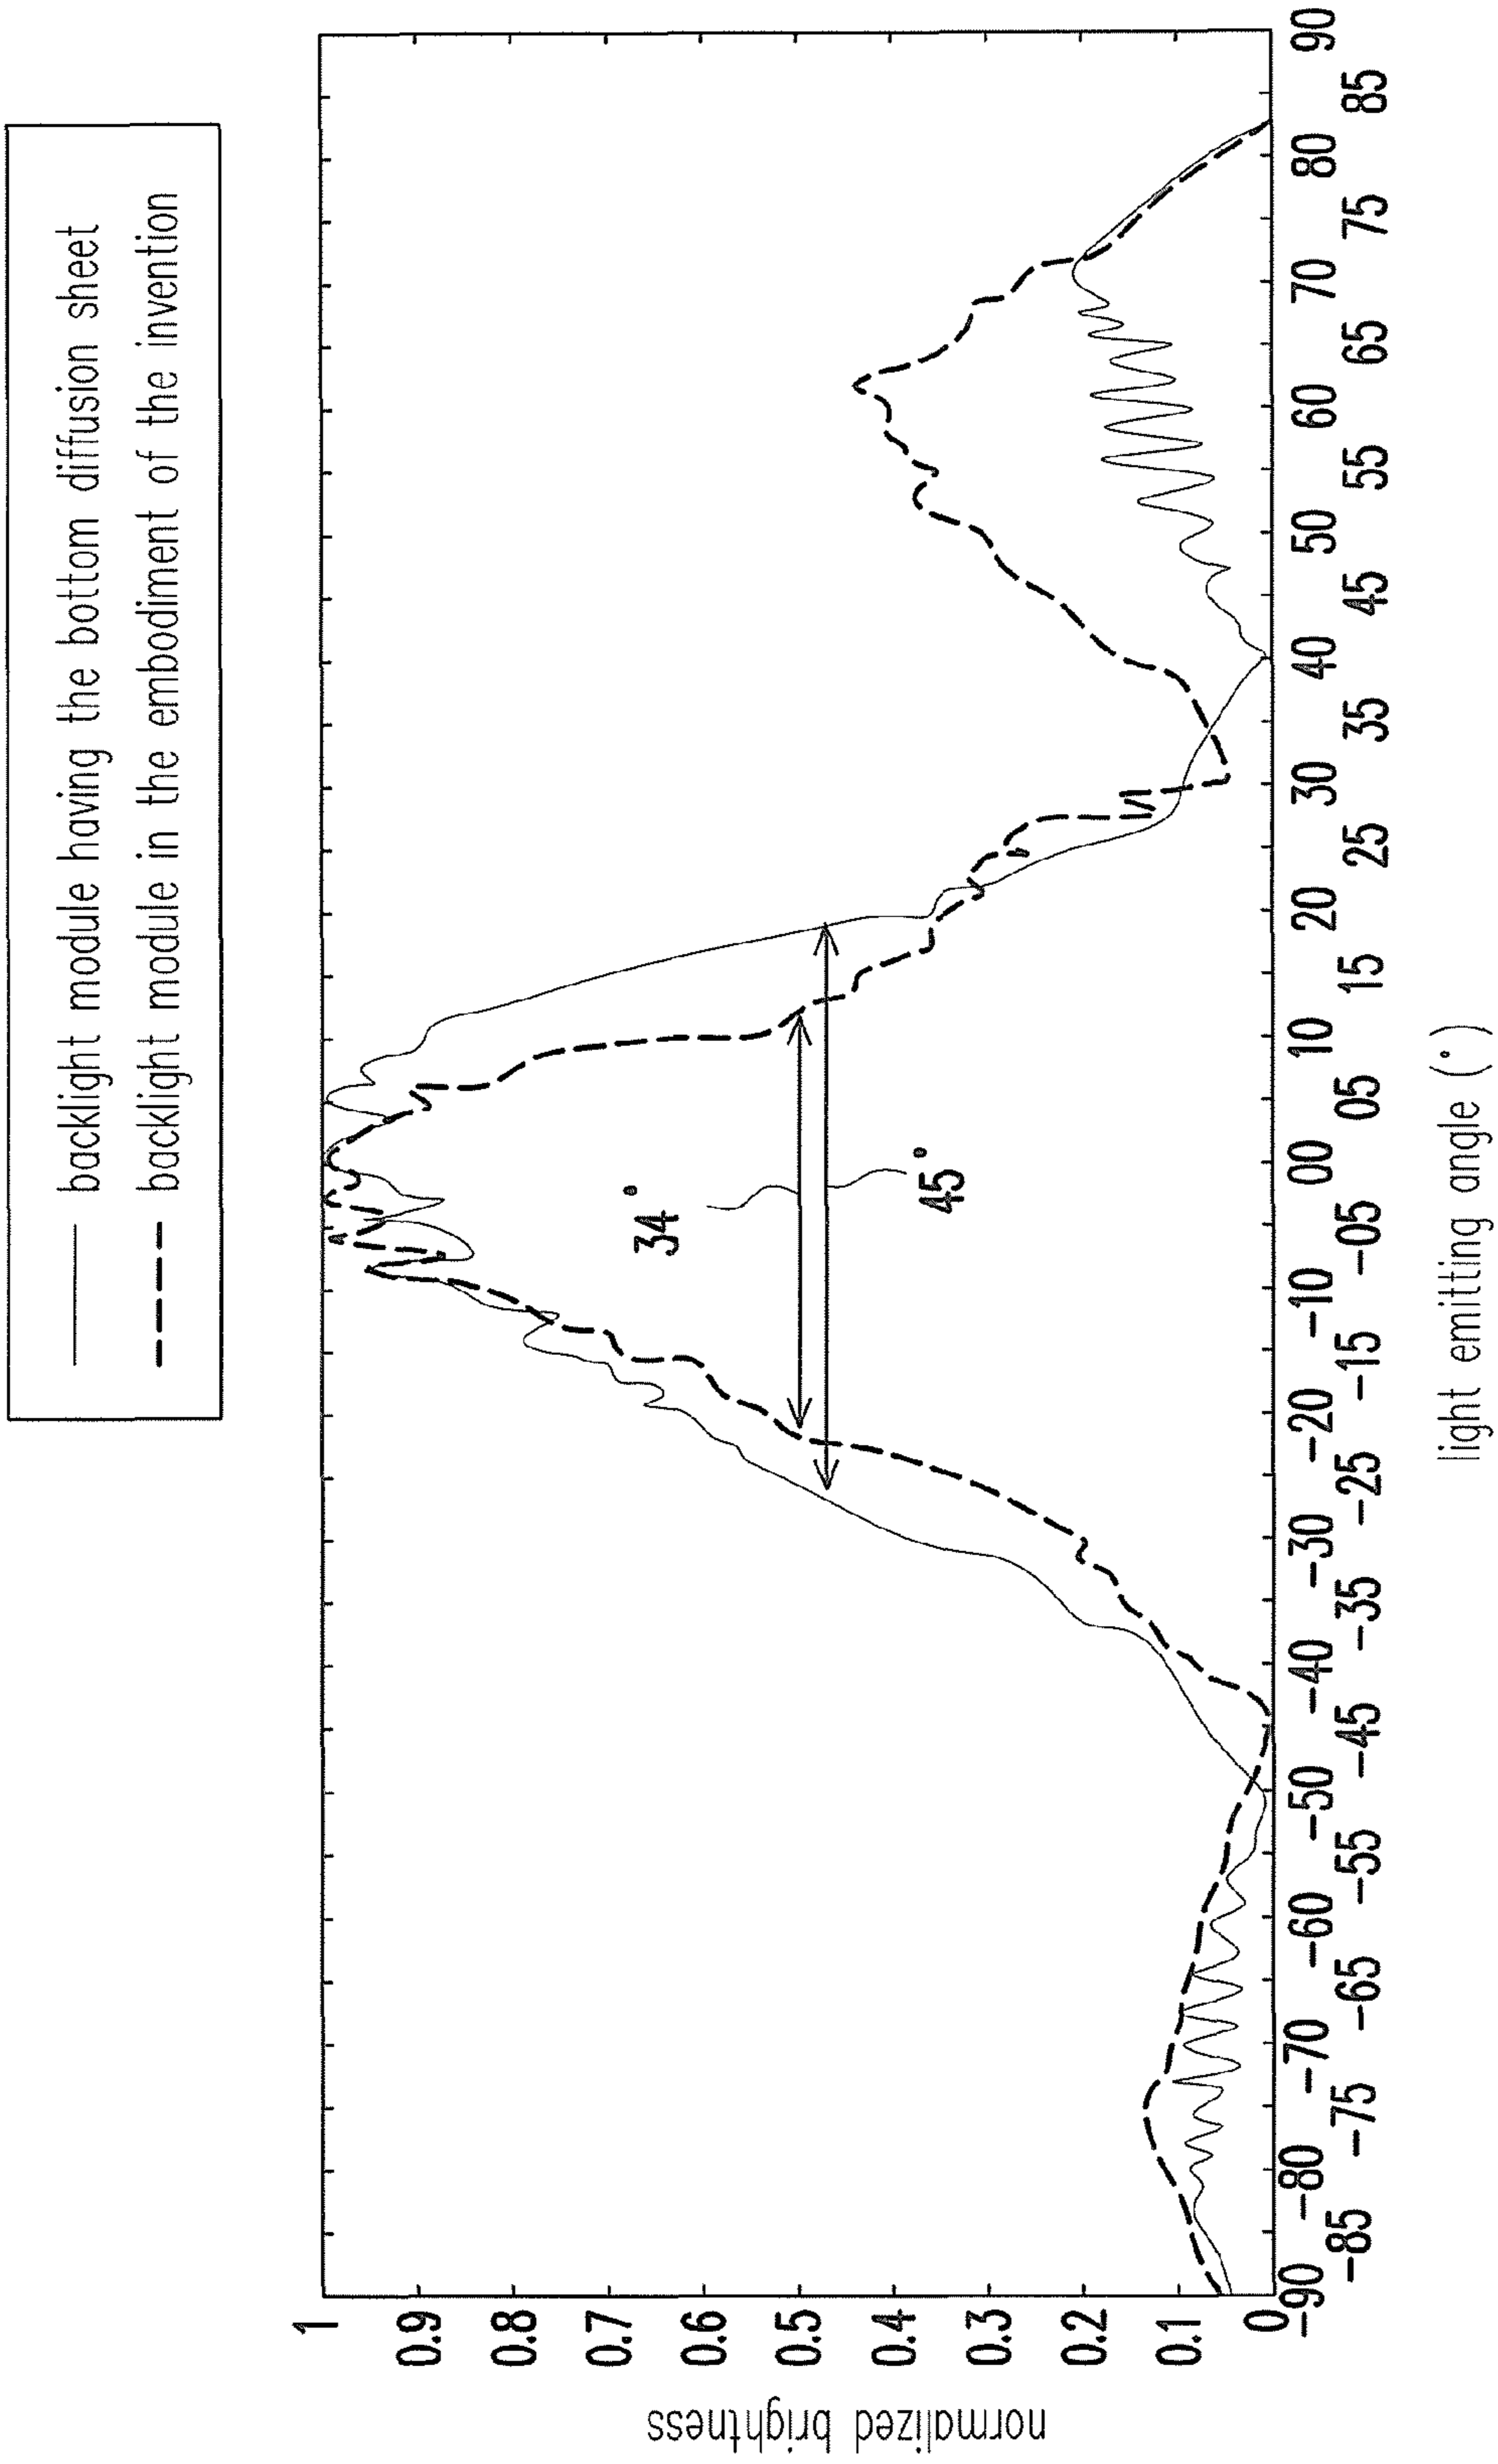 backlight module having the bottom diffusion sheet
backlight module in the embodiment of the invention
normalized brightness
1
0.9
0.8
0.7
0.6
0.5
0.4
0.3
0.2
0.1
0
34°
45°
-90 -80 -70 -60 -50 -40 -30 -20 -10 00 10 20 30 40 50 60 70 80 90
-85 -75 -65 -55 -45 -35 -25 -15 -05 05 15 25 35 45 55 65 75 85
light emitting angle (°)